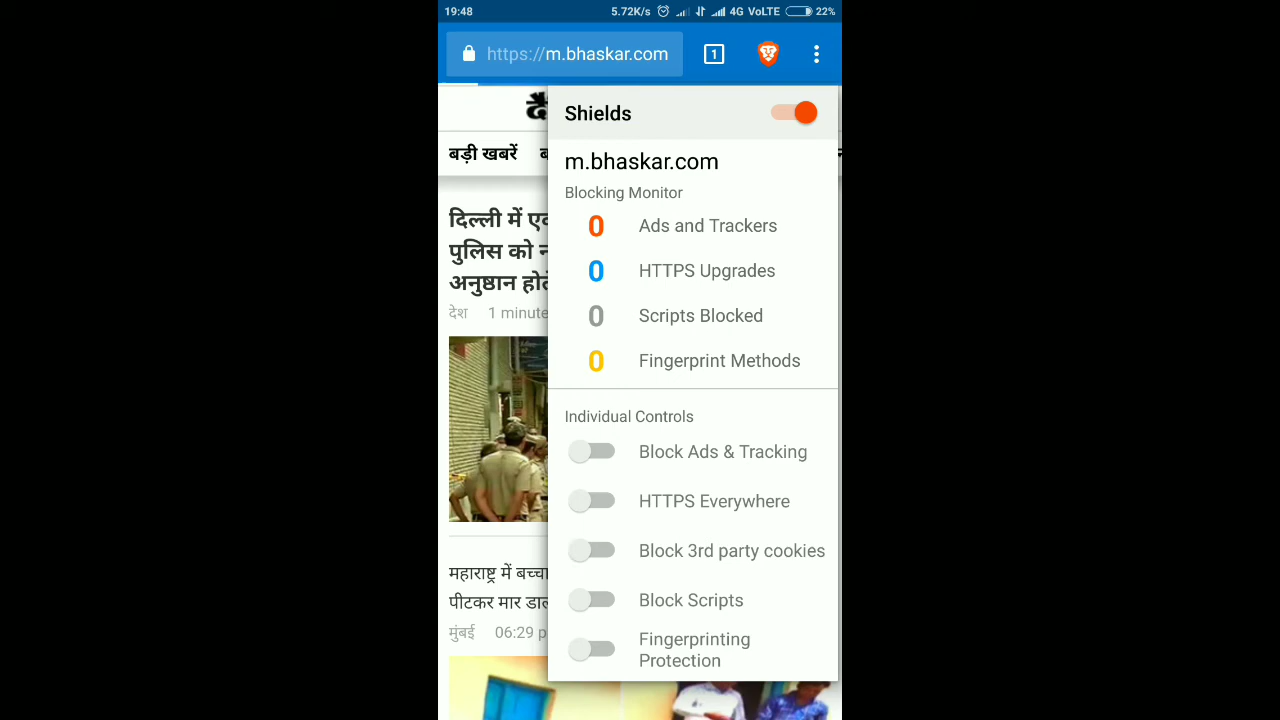 19:48 5.72K/s 4G VoLTE 22%
https://m.bhaskar.com 1
Shields
m.bhaskar.com
Blocking Monitor
0 Ads and Trackers
0 HTTPS Upgrades
0 Scripts Blocked
0 Fingerprint Methods
Individual Controls
Block Ads & Tracking
HTTPS Everywhere
Block 3rd party cookies
Block Scripts
Fingerprinting
Protection
बड़ी खबरें
दिल्ली में
पुलिस को
अनुष्ठान
देश 1 minute
महाराष्ट्र में
पीटकर मार
मुंबई 06:29